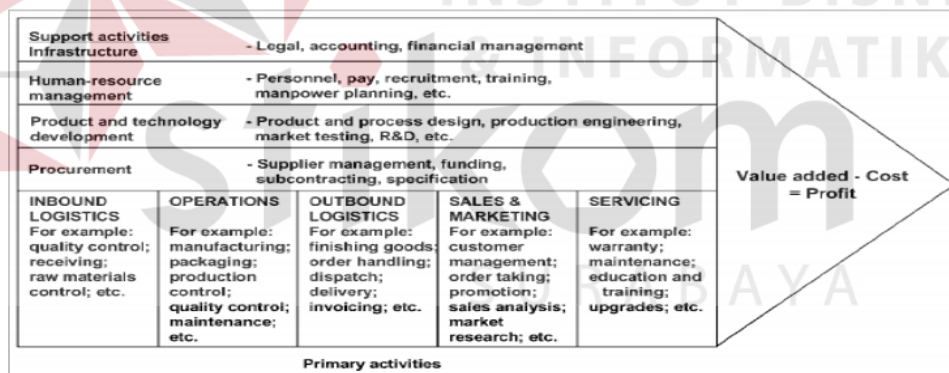 INSTITUT BISNIS
& INFORMATIKA
stikom
SURABAYA
Support activities
Infrastructure - Legal, accounting, financial management
Human-resource management - Personnel, pay, recruitment, training,
manpower planning, etc.
Product and technology development - Product and process design, production engineering,
market testing, R&D, etc.
Procurement - Supplier management, funding,
subcontracting, specification
Value added - Cost
= Profit
INBOUND
LOGISTICS
For example:
quality control;
receiving;
raw materials
control; etc.
OPERATIONS
For example:
manufacturing;
packaging;
production
control;
quality control;
maintenance;
etc.
OUTBOUND
LOGISTICS
For example:
finishing goods;
order handling;
dispatch;
delivery;
invoicing; etc.
SALES &
MARKETING
For example:
customer
management;
order taking;
promotion;
sales analysis;
market
research; etc.
SERVICING
For example:
warranty;
maintenance;
education and
training;
upgrades; etc.
Primary activities